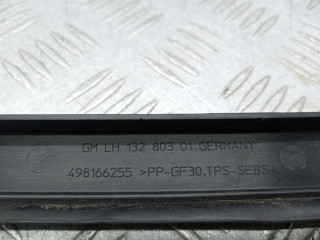 GM LH 132 803 01 GERMANY
498166255 >PP-GF30,TPS-SEBS<